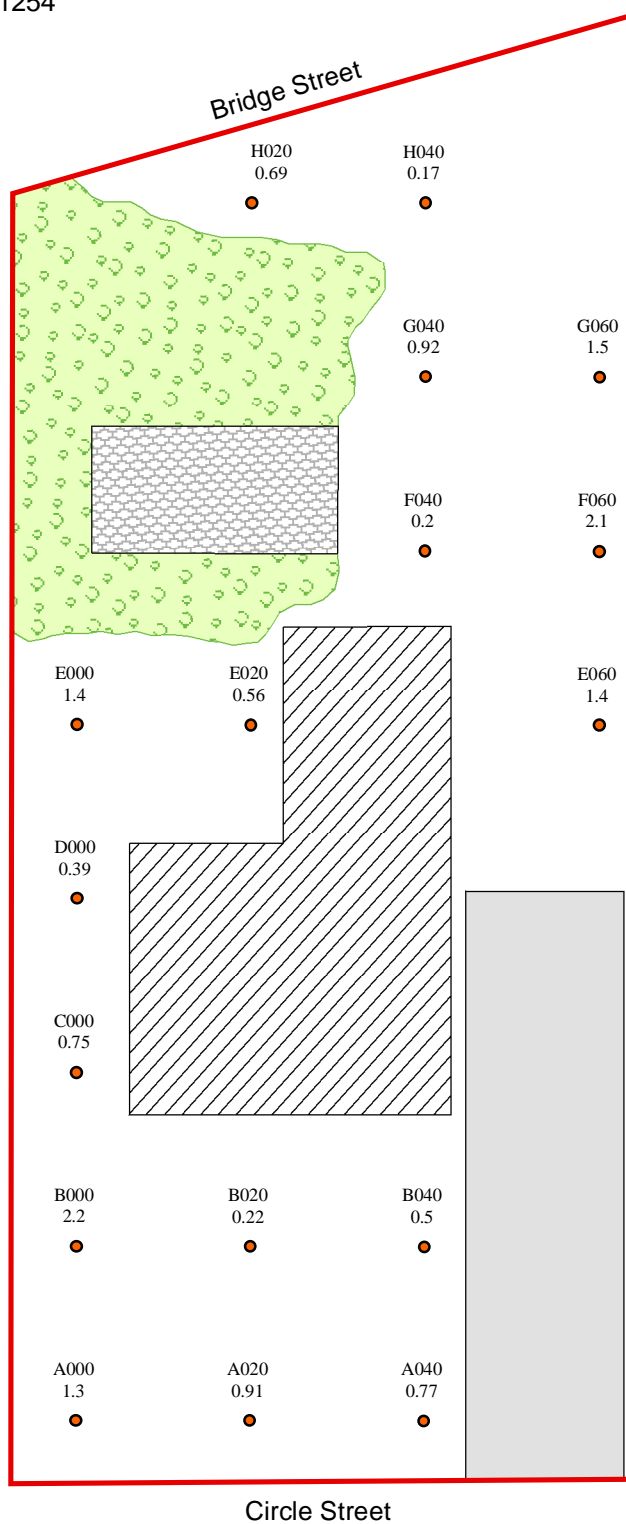 1254
Bridge Street
H020
0.69
H040
0.17
G040
0.92
G060
1.5
F040
0.2
F060
2.1
E000
1.4
E020
0.56
E060
1.4
D000
0.39
C000
0.75
B000
2.2
B020
0.22
B040
0.5
A000
1.3
A020
0.91
A040
0.77
Circle Street